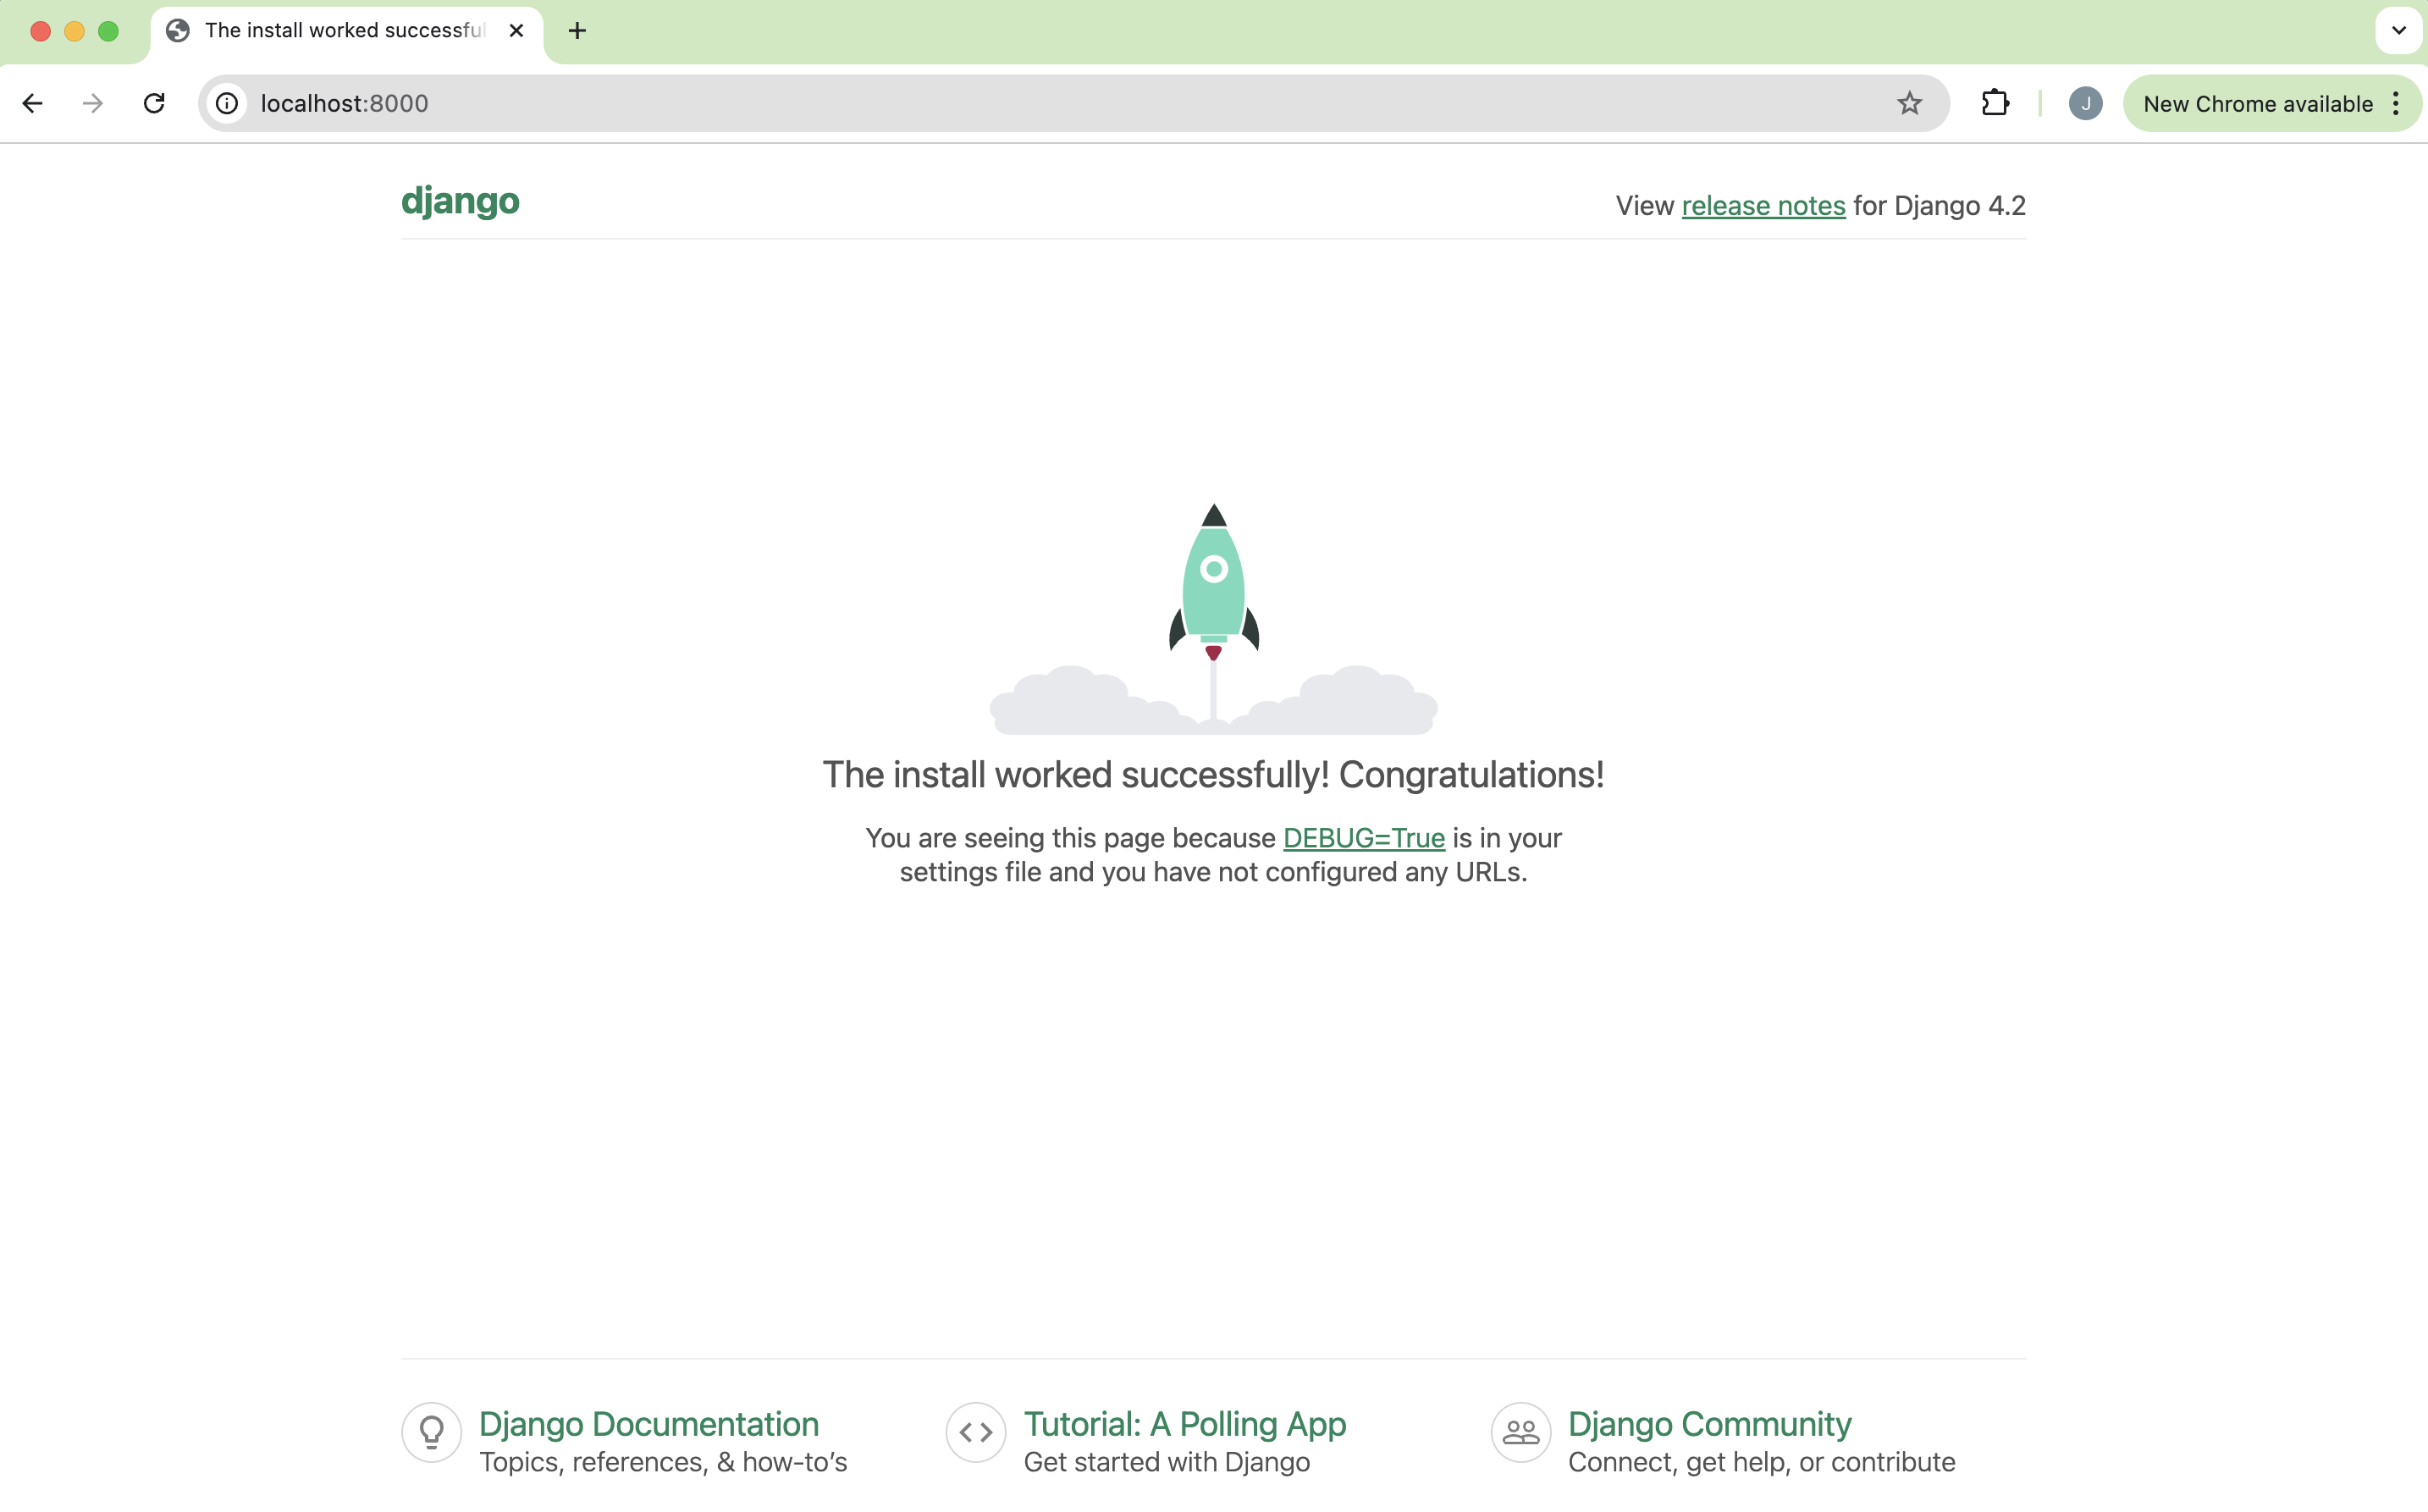 The install worked successful
localhost:8000
J
New Chrome available
django
View release notes for Django 4.2
The install worked successfully! Congratulations!
You are seeing this page because DEBUG=True is in your
settings file and you have not configured any URLs.
Django Documentation
Topics, references, & how-to’s
Tutorial: A Polling App
Get started with Django
Django Community
Connect, get help, or contribute